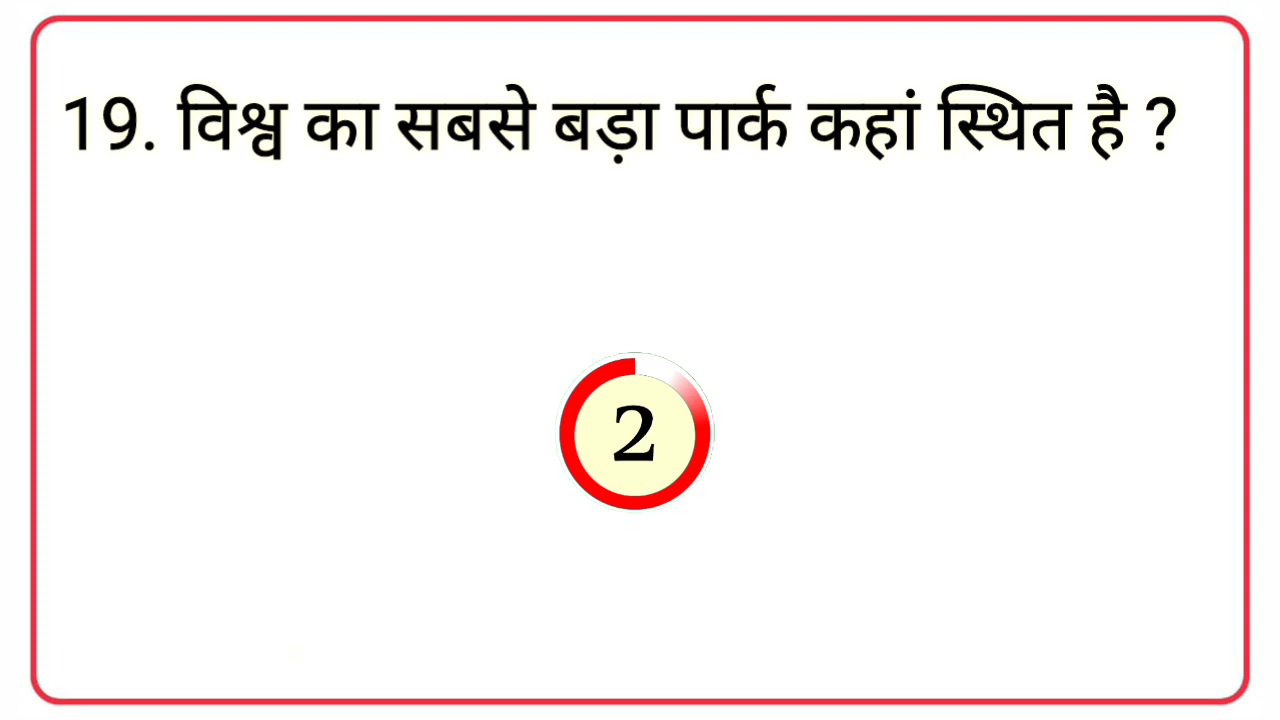 19. विश्व का सबसे बड़ा पार्क कहां स्थित है ?
2